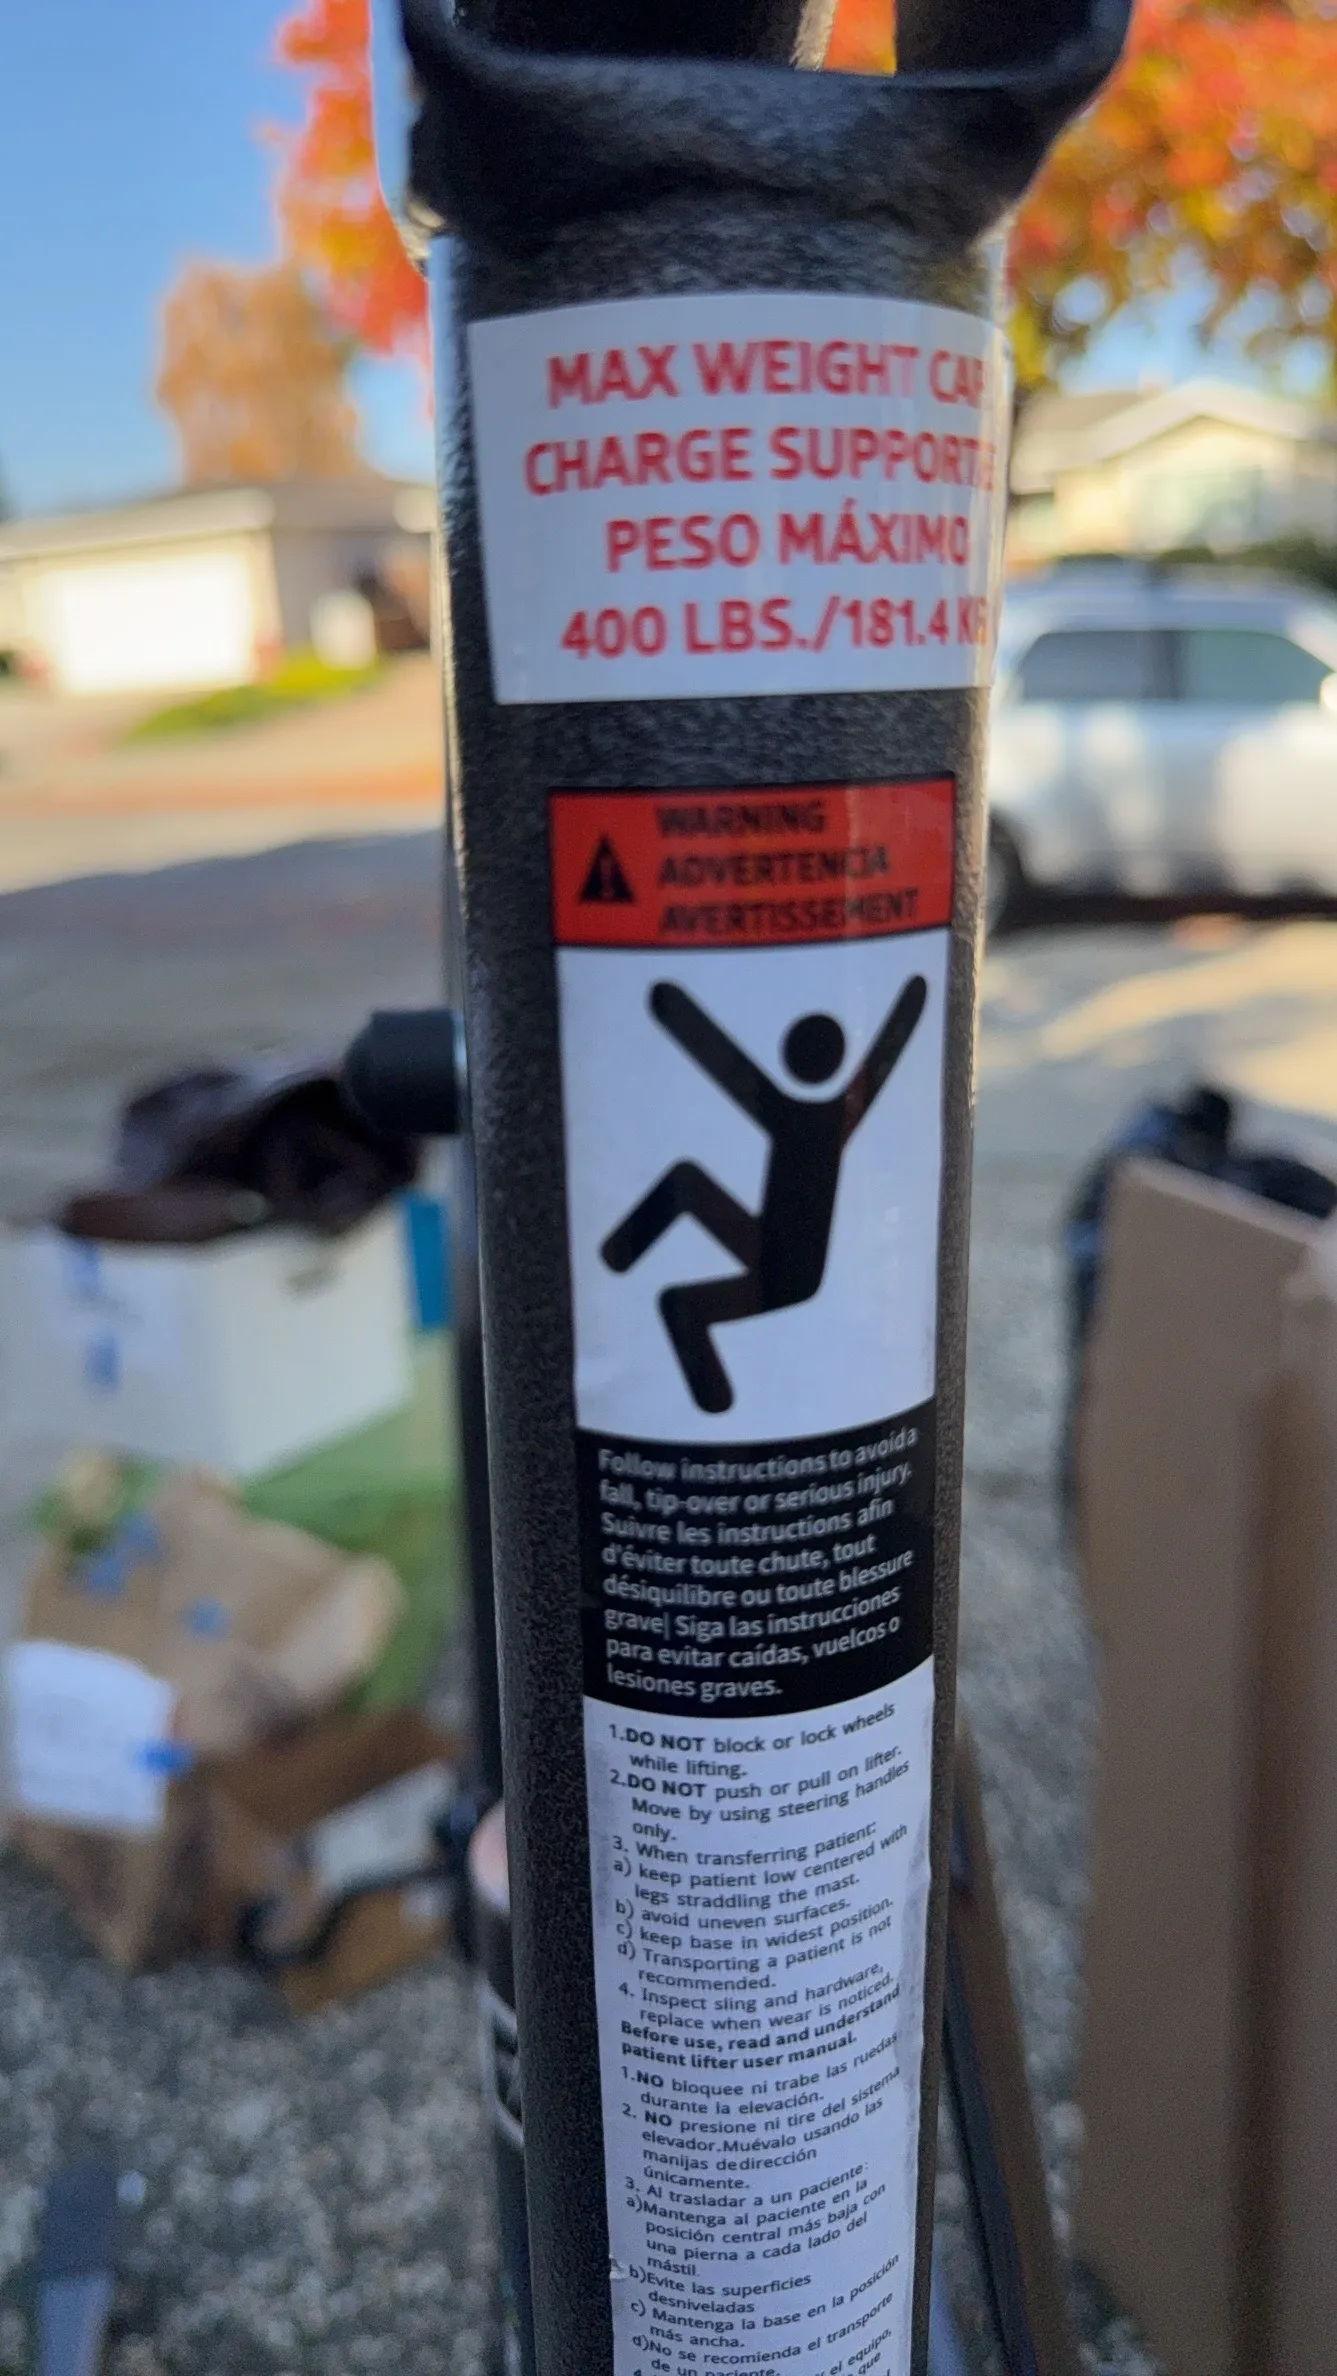 MAX WEIGHT CAP
CHARGE SUPPORTE
PESO MÁXIMO
400 LBS./181.4 KG
WARNING
ADVERTENCIA
AVERTISSEMENT
Follow instructions to avoid a
fall, tip-over or serious injury.
Suivre les instructions afin
d'éviter toute chute, tout
désiquilibre ou toute blessure
grave| Siga las instrucciones
para evitar caídas, vuelcos o
lesiones graves.
1.DO NOT block or lock wheels
while lifting.
2.DO NOT push or pull on lifter.
Move by using steering handles
only.
3. When transferring patient:
a) keep patient low centered with
legs straddling the mast.
b) avoid uneven surfaces.
c) keep base in widest position.
d) Transporting a patient is not
recommended.
4. Inspect sling and hardware,
replace when wear is noticed.
Before use, read and understand
patient lifter user manual.
1.NO bloquee ni trabe las ruedas
durante la elevación.
2. NO presione ni tire del sistema
elevador.Muévalo usando las
manijas dedirección
únicamente.
3. Al trasladar a un paciente:
a)Mantenga al paciente en la
posición central más baja con
una pierna a cada lado del
mástil.
b)Evite las superficies
desniveladas
c) Mantenga la base en la posición
más ancha.
d)No se recomienda el transporte
de un paciente.
el equipo,
que